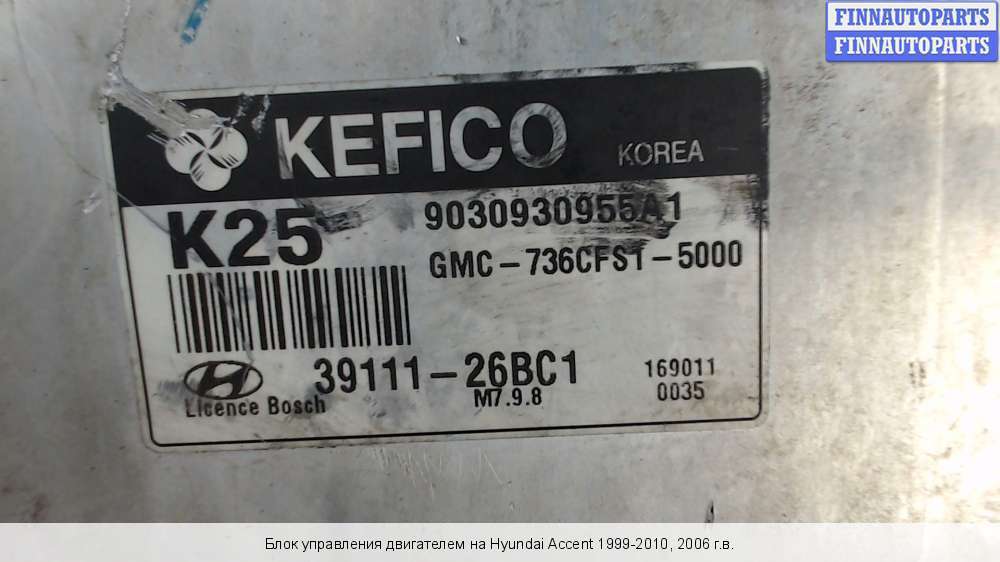 FINNAUTOPARTS
FINNAUTOPARTS
KEFICO KOREA
K25 9030930955A1
GMC-736CFS1-5000
39111-26BC1 169011
Licence Bosch M7.9.8 0035
Блок управления двигателем на Hyundai Accent 1999-2010, 2006 г.в.